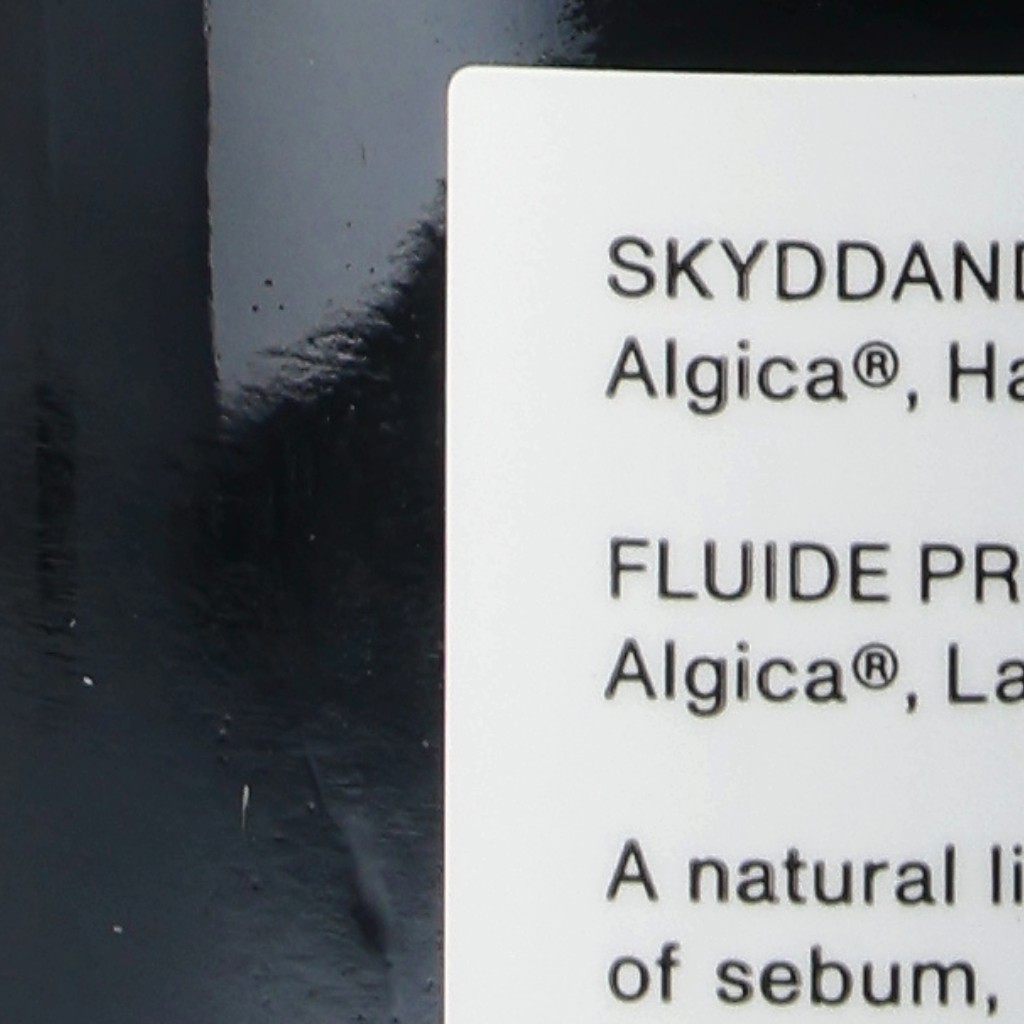 SKYDDAND
Algica®, Ha
FLUIDE PR
Algica®, La
A natural li
of sebum,